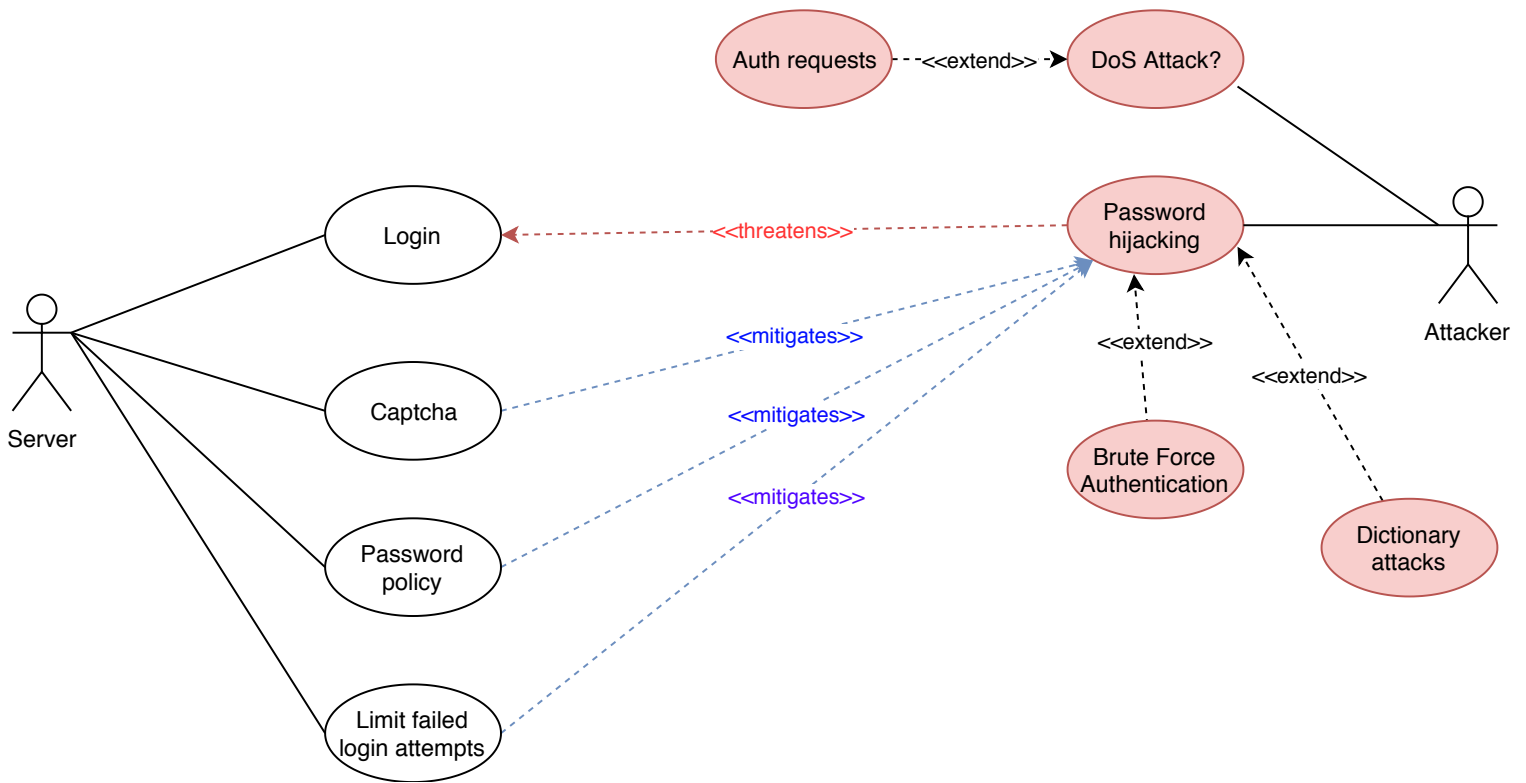 Auth requests
<<extend>>
DoS Attack?
Login
<<threatens>>
Password
hijacking
Attacker
<<mitigates>>
<<extend>>
<<extend>>
Server
Captcha
<<mitigates>>
Brute Force
Authentication
<<mitigates>>
Password
policy
Dictionary
attacks
Limit failed
login attempts